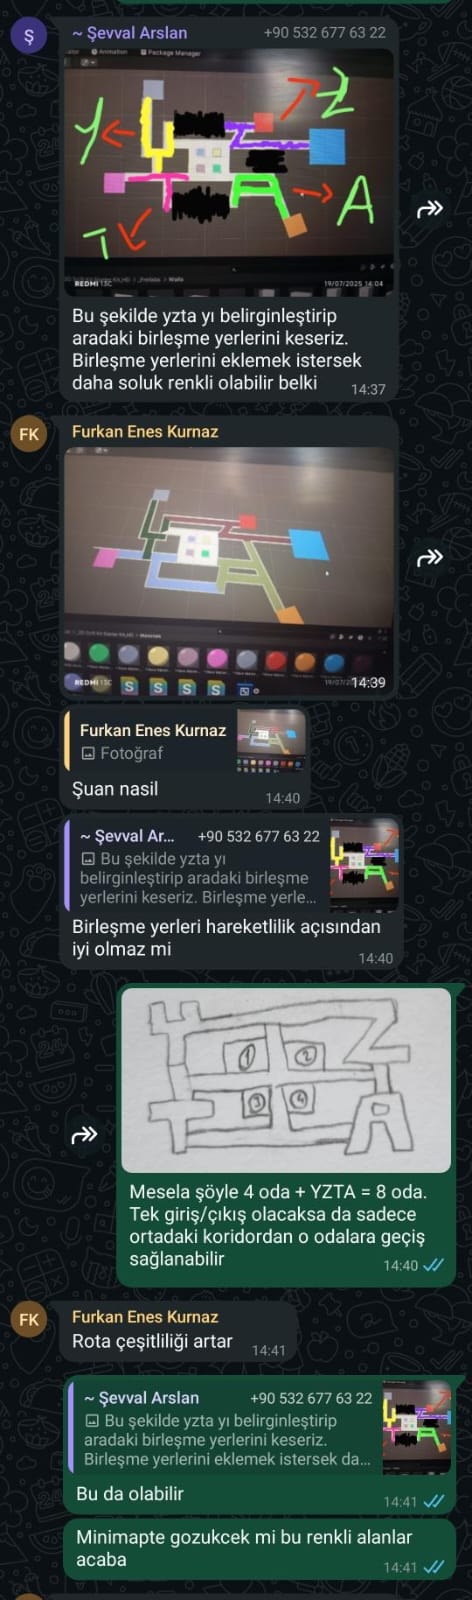 Ş
~ Şevval Arslan
+90 532 677 63 22
Animation
Package Manager
Y
Z
T
A
REDMI 13C
19/07/2025 14:04
Bu şekilde yzta yı belirginleştirip
aradaki birleşme yerlerini keseriz.
Birleşme yerlerini eklemek istersek
daha soluk renkli olabilir belki
14:37
FK
Furkan Enes Kurnaz
S
S
S
S
REDMI 13C
14:39
Furkan Enes Kurnaz
Fotoğraf
Şuan nasil
14:40
~ Şevval Ar...
+90 532 677 63 22
Bu şekilde yzta yı
belirginleştirip aradaki birleşme
yerlerini keseriz. Birleşme yerle...
Birleşme yerleri hareketlilik açısından
iyi olmaz mi
14:40
1
2
3
4
Mesela şöyle 4 oda + YZTA = 8 oda.
Tek giriş/çıkış olacaksa da sadece
ortadaki koridordan o odalara geçiş
sağlanabilir
14:40
FK
Furkan Enes Kurnaz
Rota çeşitliliği artar
14:41
~ Şevval Arslan
+90 532 677 63 22
Bu şekilde yzta yı belirginleştirip
aradaki birleşme yerlerini keseriz.
Birleşme yerlerini eklemek istersek da...
Bu da olabilir
14:41
Minimapte gozukcek mi bu renkli alanlar
acaba
14:41